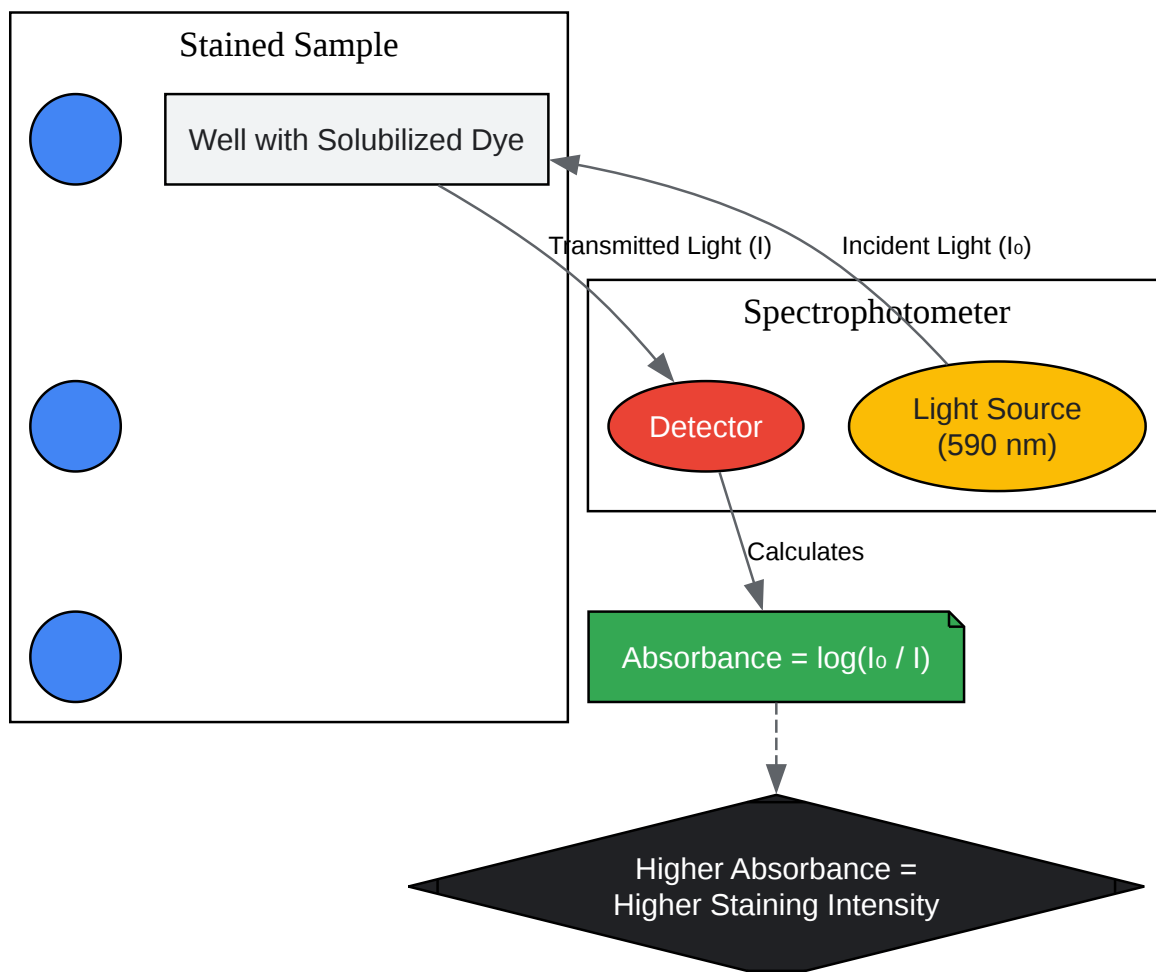 Stained Sample
Well with Solubilized Dye
Transmitted Light (I)
Incident Light (I₀)
Spectrophotometer
Detector
Light Source
(590 nm)
Calculates
Absorbance = log(I₀ / I)
Higher Absorbance =
Higher Staining Intensity